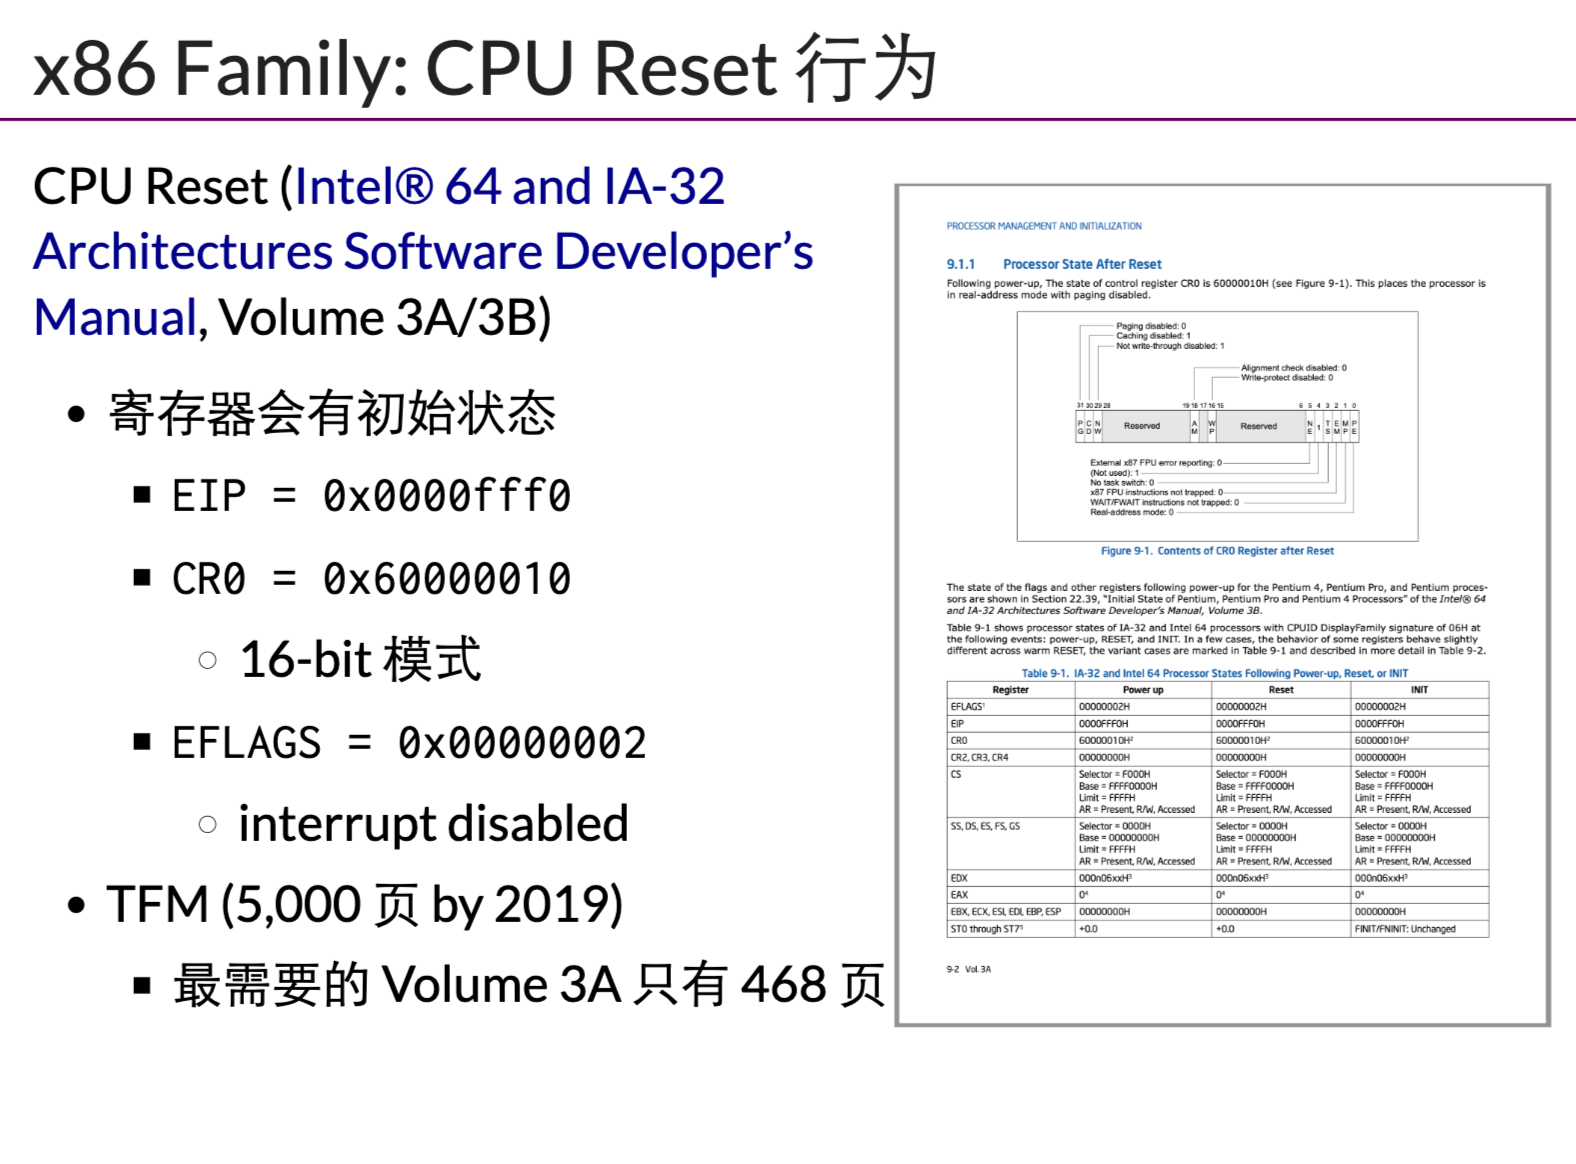 x86 Family: CPU Reset 行为
CPU Reset (Intel® 64 and IA-32
Architectures Software Developer’s
Manual, Volume 3A/3B)
寄存器会有初始状态
EIP = 0x0000fff0
CR0 = 0x60000010
16-bit 模式
EFLAGS = 0x00000002
interrupt disabled
TFM (5,000 页 by 2019)
最需要的 Volume 3A 只有 468 页
PROCESSOR MANAGEMENT AND INITIALIZATION
9.1.1 Processor State After Reset
Following power-up, The state of control register CR0 is 60000010H (see Figure 9-1). This places the processor is
in real-address mode with paging disabled.
Paging disabled: 0
Caching disabled: 1
Not write-through disabled: 1
Alignment check disabled: 0
Write-protect disabled: 0
31 30 29 28 19 18 17 16 15 6 5 4 3 2 1 0
P C N Reserved A W Reserved N 1 T E M P
G D W M P E S M P E
External x87 FPU error reporting: 0
(Not used): 1
No task switch: 0
x87 FPU instructions not trapped: 0
WAIT/FWAIT instructions not trapped: 0
Real-address mode: 0
Figure 9-1. Contents of CR0 Register after Reset
The state of the flags and other registers following power-up for the Pentium 4, Pentium Pro, and Pentium proces-
sors are shown in Section 22.39, “Initial State of Pentium, Pentium Pro and Pentium 4 Processors” of the Intel® 64
and IA-32 Architectures Software Developer’s Manual, Volume 3B.
Table 9-1 shows processor states of IA-32 and Intel 64 processors with CPUID DisplayFamily signature of 06H at
the following events: power-up, RESET, and INIT. In a few cases, the behavior of some registers behave slightly
different across warm RESET, the variant cases are marked in Table 9-1 and described in more detail in Table 9-2.
Table 9-1. IA-32 and Intel 64 Processor States Following Power-up, Reset, or INIT
Register Power up Reset INIT
EFLAGS¹ 00000002H 00000002H 00000002H
EIP 0000FFF0H 0000FFF0H 0000FFF0H
CR0 60000010H² 60000010H² 60000010H²
CR2, CR3, CR4 00000000H 00000000H 00000000H
CS Selector = F000H Selector = F000H Selector = F000H
Base = FFFF0000H Base = FFFF0000H Base = FFFF0000H
Limit = FFFFH Limit = FFFFH Limit = FFFFH
AR = Present, R/W, Accessed AR = Present, R/W, Accessed AR = Present, R/W, Accessed
SS, DS, ES, FS, GS Selector = 0000H Selector = 0000H Selector = 0000H
Base = 00000000H Base = 00000000H Base = 00000000H
Limit = FFFFH Limit = FFFFH Limit = FFFFH
AR = Present, R/W, Accessed AR = Present, R/W, Accessed AR = Present, R/W, Accessed
EDX 000n06xxH³ 000n06xxH³ 000n06xxH³
EAX 0⁴ 0⁴ 0⁴
EBX, ECX, ESI, EDI, EBP, ESP 00000000H 00000000H 00000000H
ST0 through ST7⁵ +0.0 +0.0 FINIT/FNINIT: Unchanged
9-2 Vol. 3A